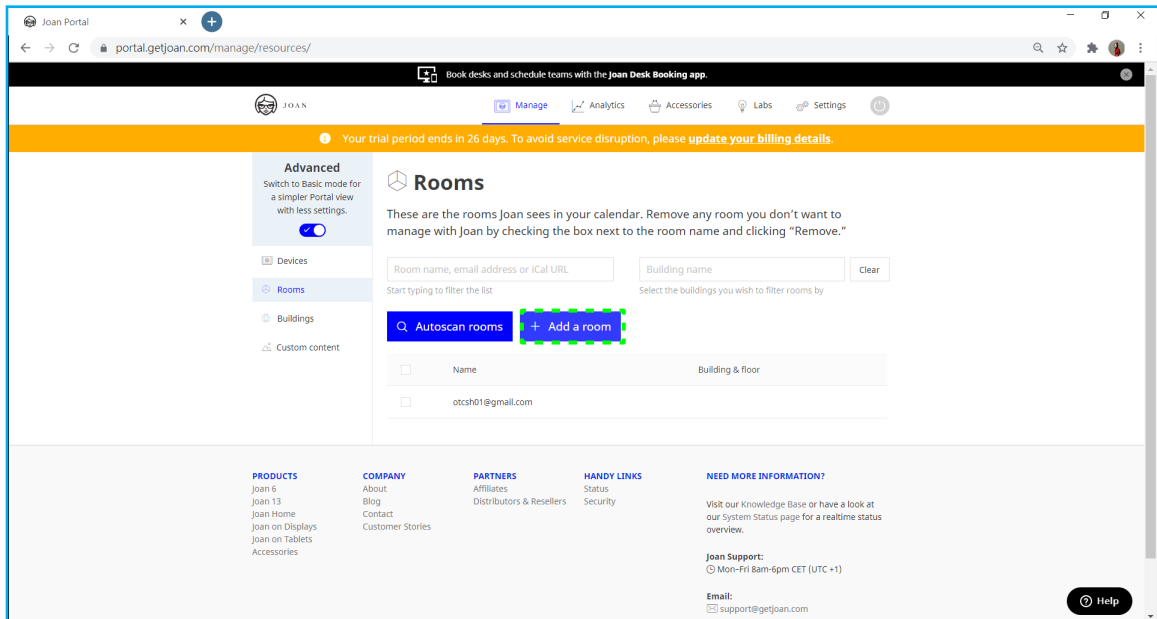 Joan Portal
portal.getjoan.com/manage/resources/
Book desks and schedule teams with the Joan Desk Booking app.
JOAN
Manage
Analytics
Accessories
Labs
Settings
Your trial period ends in 26 days. To avoid service disruption, please update your billing details.
Advanced
Switch to Basic mode for
a simpler Portal view
with less settings.
Devices
Rooms
Buildings
Custom content
Rooms
These are the rooms Joan sees in your calendar. Remove any room you don’t want to
manage with Joan by checking the box next to the room name and clicking “Remove.”
Room name, email address or iCal URL
Building name
Clear
Start typing to filter the list
Select the buildings you wish to filter rooms by
Autoscan rooms
+ Add a room
Name
Building & floor
otcsh01@gmail.com
PRODUCTS
Joan 6
Joan 13
Joan Home
Joan on Displays
Joan on Tablets
Accessories
COMPANY
About
Blog
Contact
Customer Stories
PARTNERS
Affiliates
Distributors & Resellers
HANDY LINKS
Status
Security
NEED MORE INFORMATION?
Visit our Knowledge Base or have a look at
our System Status page for a realtime status
overview.
Joan Support:
Mon–Fri 8am-6pm CET (UTC +1)
Email:
support@getjoan.com
Help